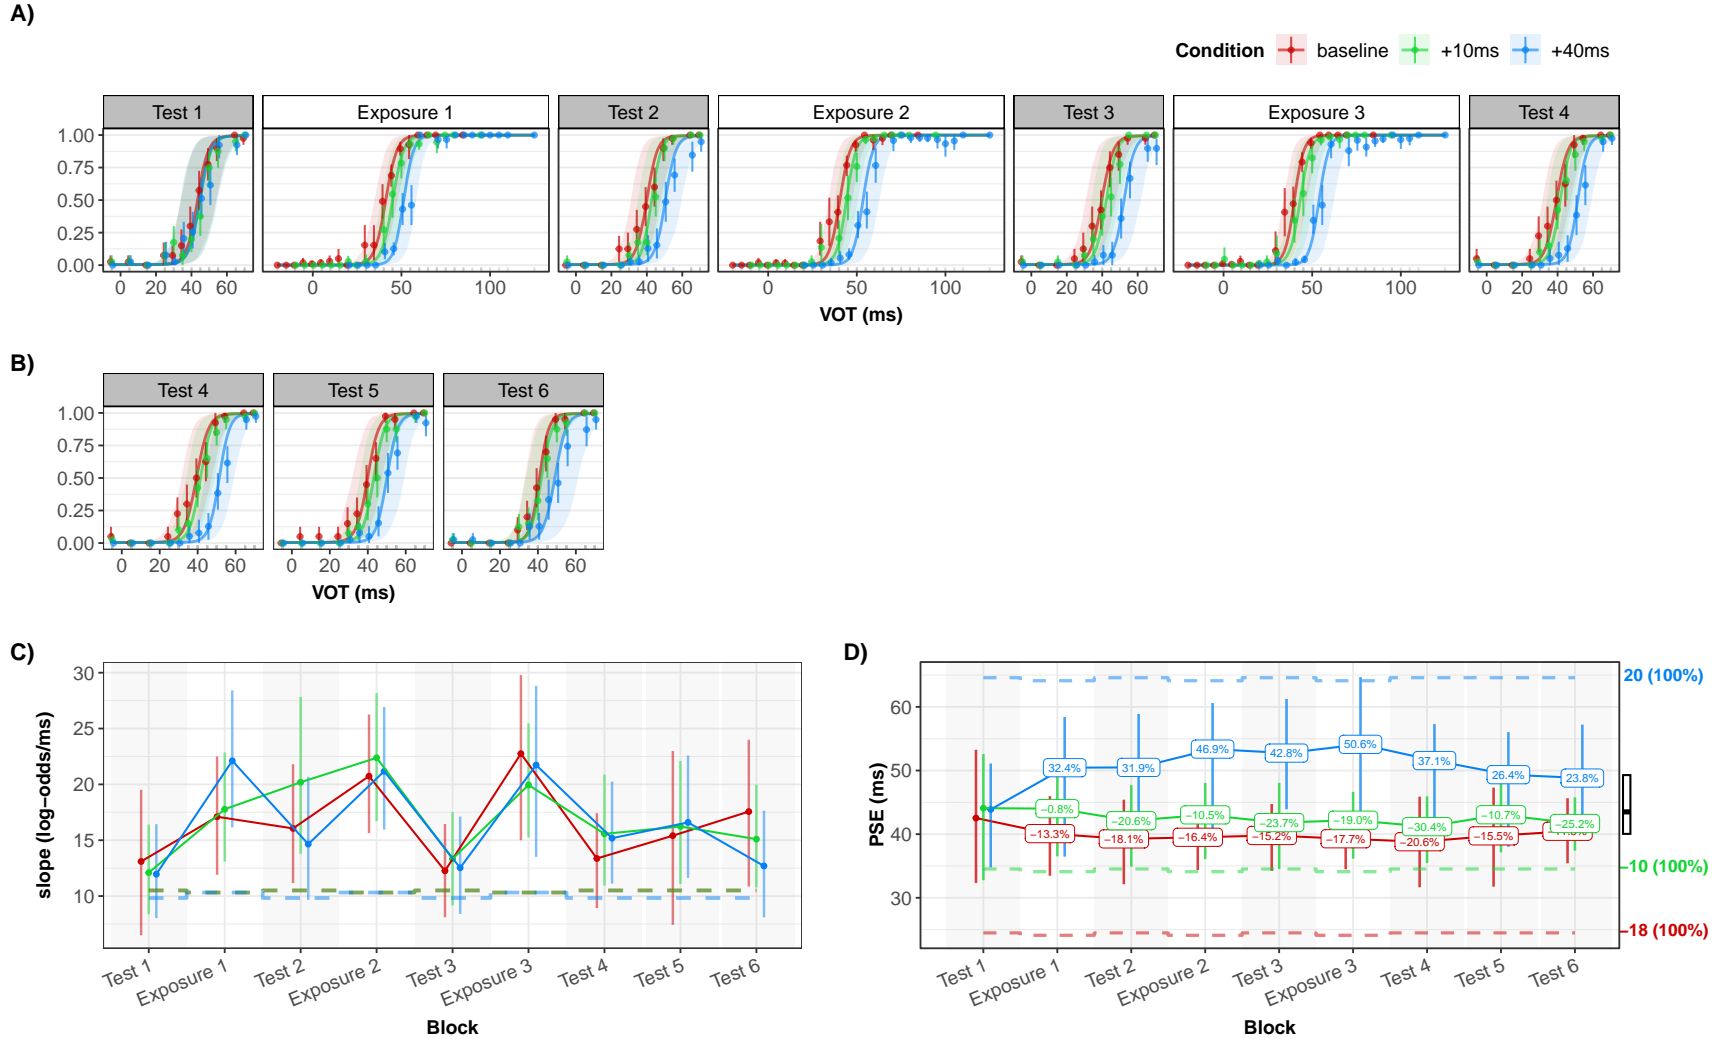 A)
Condition baseline +10ms +40ms
Test 1 Exposure 1 Test 2 Exposure 2 Test 3 Exposure 3 Test 4
1.00
0.75
0.50
0.25
0.00
0 20 40 60 0 50 100 0 20 40 60 0 50 100 0 20 40 60 0 50 100 0 20 40 60
VOT (ms)
B)
Test 4 Test 5 Test 6
1.00
0.75
0.50
0.25
0.00
0 20 40 60 0 20 40 60 0 20 40 60
VOT (ms)
C)
slope (log−odds/ms)
30
25
20
15
10
Test 1 Exposure 1 Test 2 Exposure 2 Test 3 Exposure 3 Test 4 Test 5 Test 6
Block
D)
PSE (ms)
60
50
40
30
32.4% 31.9% 46.9% 42.8% 50.6% 37.1% 26.4% 23.8%
−0.8% −20.6% −10.5% −23.7% −19.0% −30.4% −10.7% −25.2%
−13.3% −18.1% −16.4% −15.2% −17.7% −20.6% −15.5%
20 (100%)
−10 (100%)
−18 (100%)
Test 1 Exposure 1 Test 2 Exposure 2 Test 3 Exposure 3 Test 4 Test 5 Test 6
Block